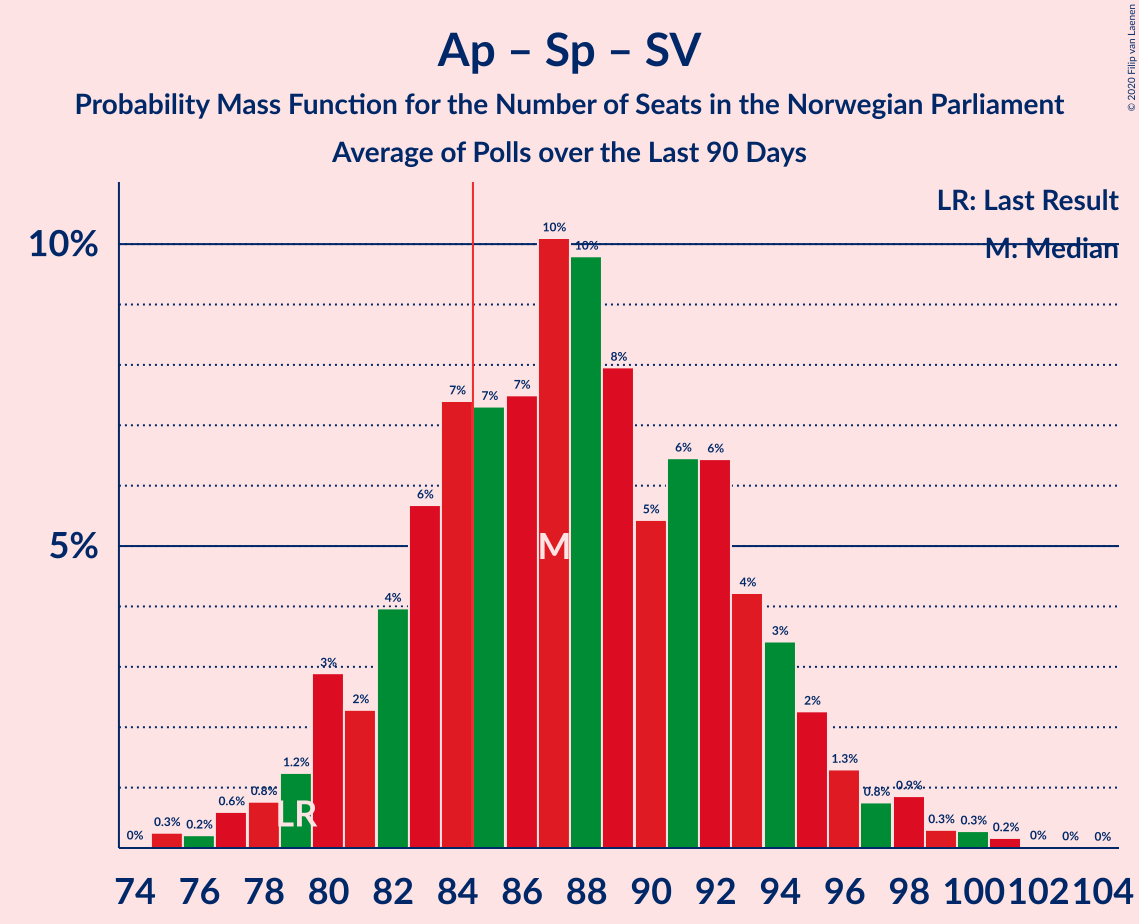 Ap – Sp – SV
Probability Mass Function for the Number of Seats in the Norwegian Parliament
Average of Polls over the Last 90 Days
© 2020 Filip van Laenen
LR: Last Result
M: Median
10%
5%
0% 0.3% 0.2% 0.6% 0.8% 1.2% 3% 2% 4% 6% 7% 7% 7% 10% 10% 8% 5% 6% 6% 4% 3% 2% 1.3% 0.8% 0.9% 0.3% 0.3% 0.2% 0% 0% 0%
LR
M
74 76 78 80 82 84 86 88 90 92 94 96 98 100 102 104